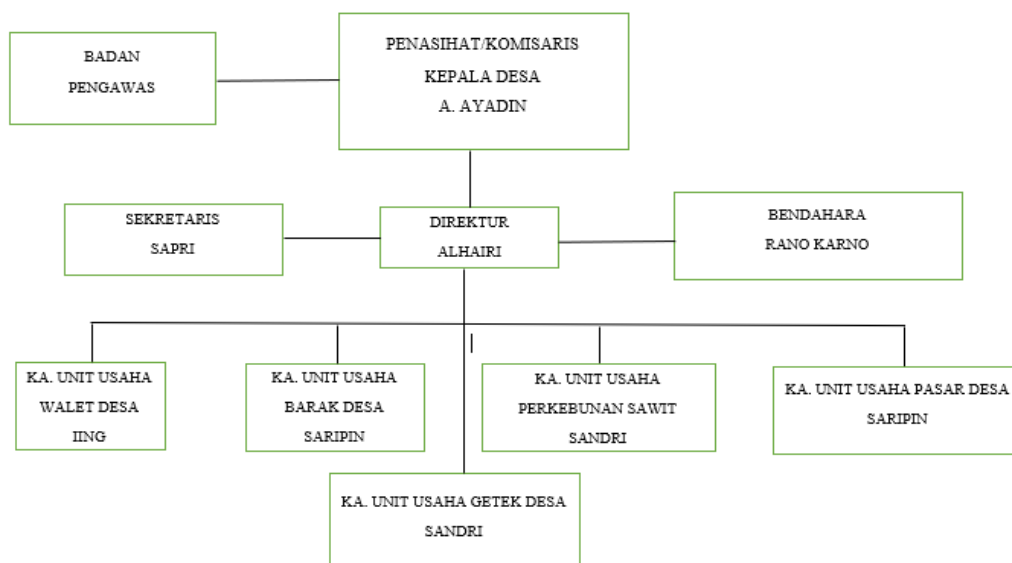 BADAN
PENGAWAS
PENASIHAT/KOMISARIS
KEPALA DESA
A. AYADIN
SEKRETARIS
SAPRI
DIREKTUR
ALHAIRI
BENDAHARA
RANO KARNO
KA. UNIT USAHA
WALET DESA
IING
KA. UNIT USAHA
BARAK DESA
SARIPIN
KA. UNIT USAHA
PERKEBUNAN SAWIT
SANDRI
KA. UNIT USAHA PASAR DESA
SARIPIN
KA. UNIT USAHA GETEK DESA
SANDRI